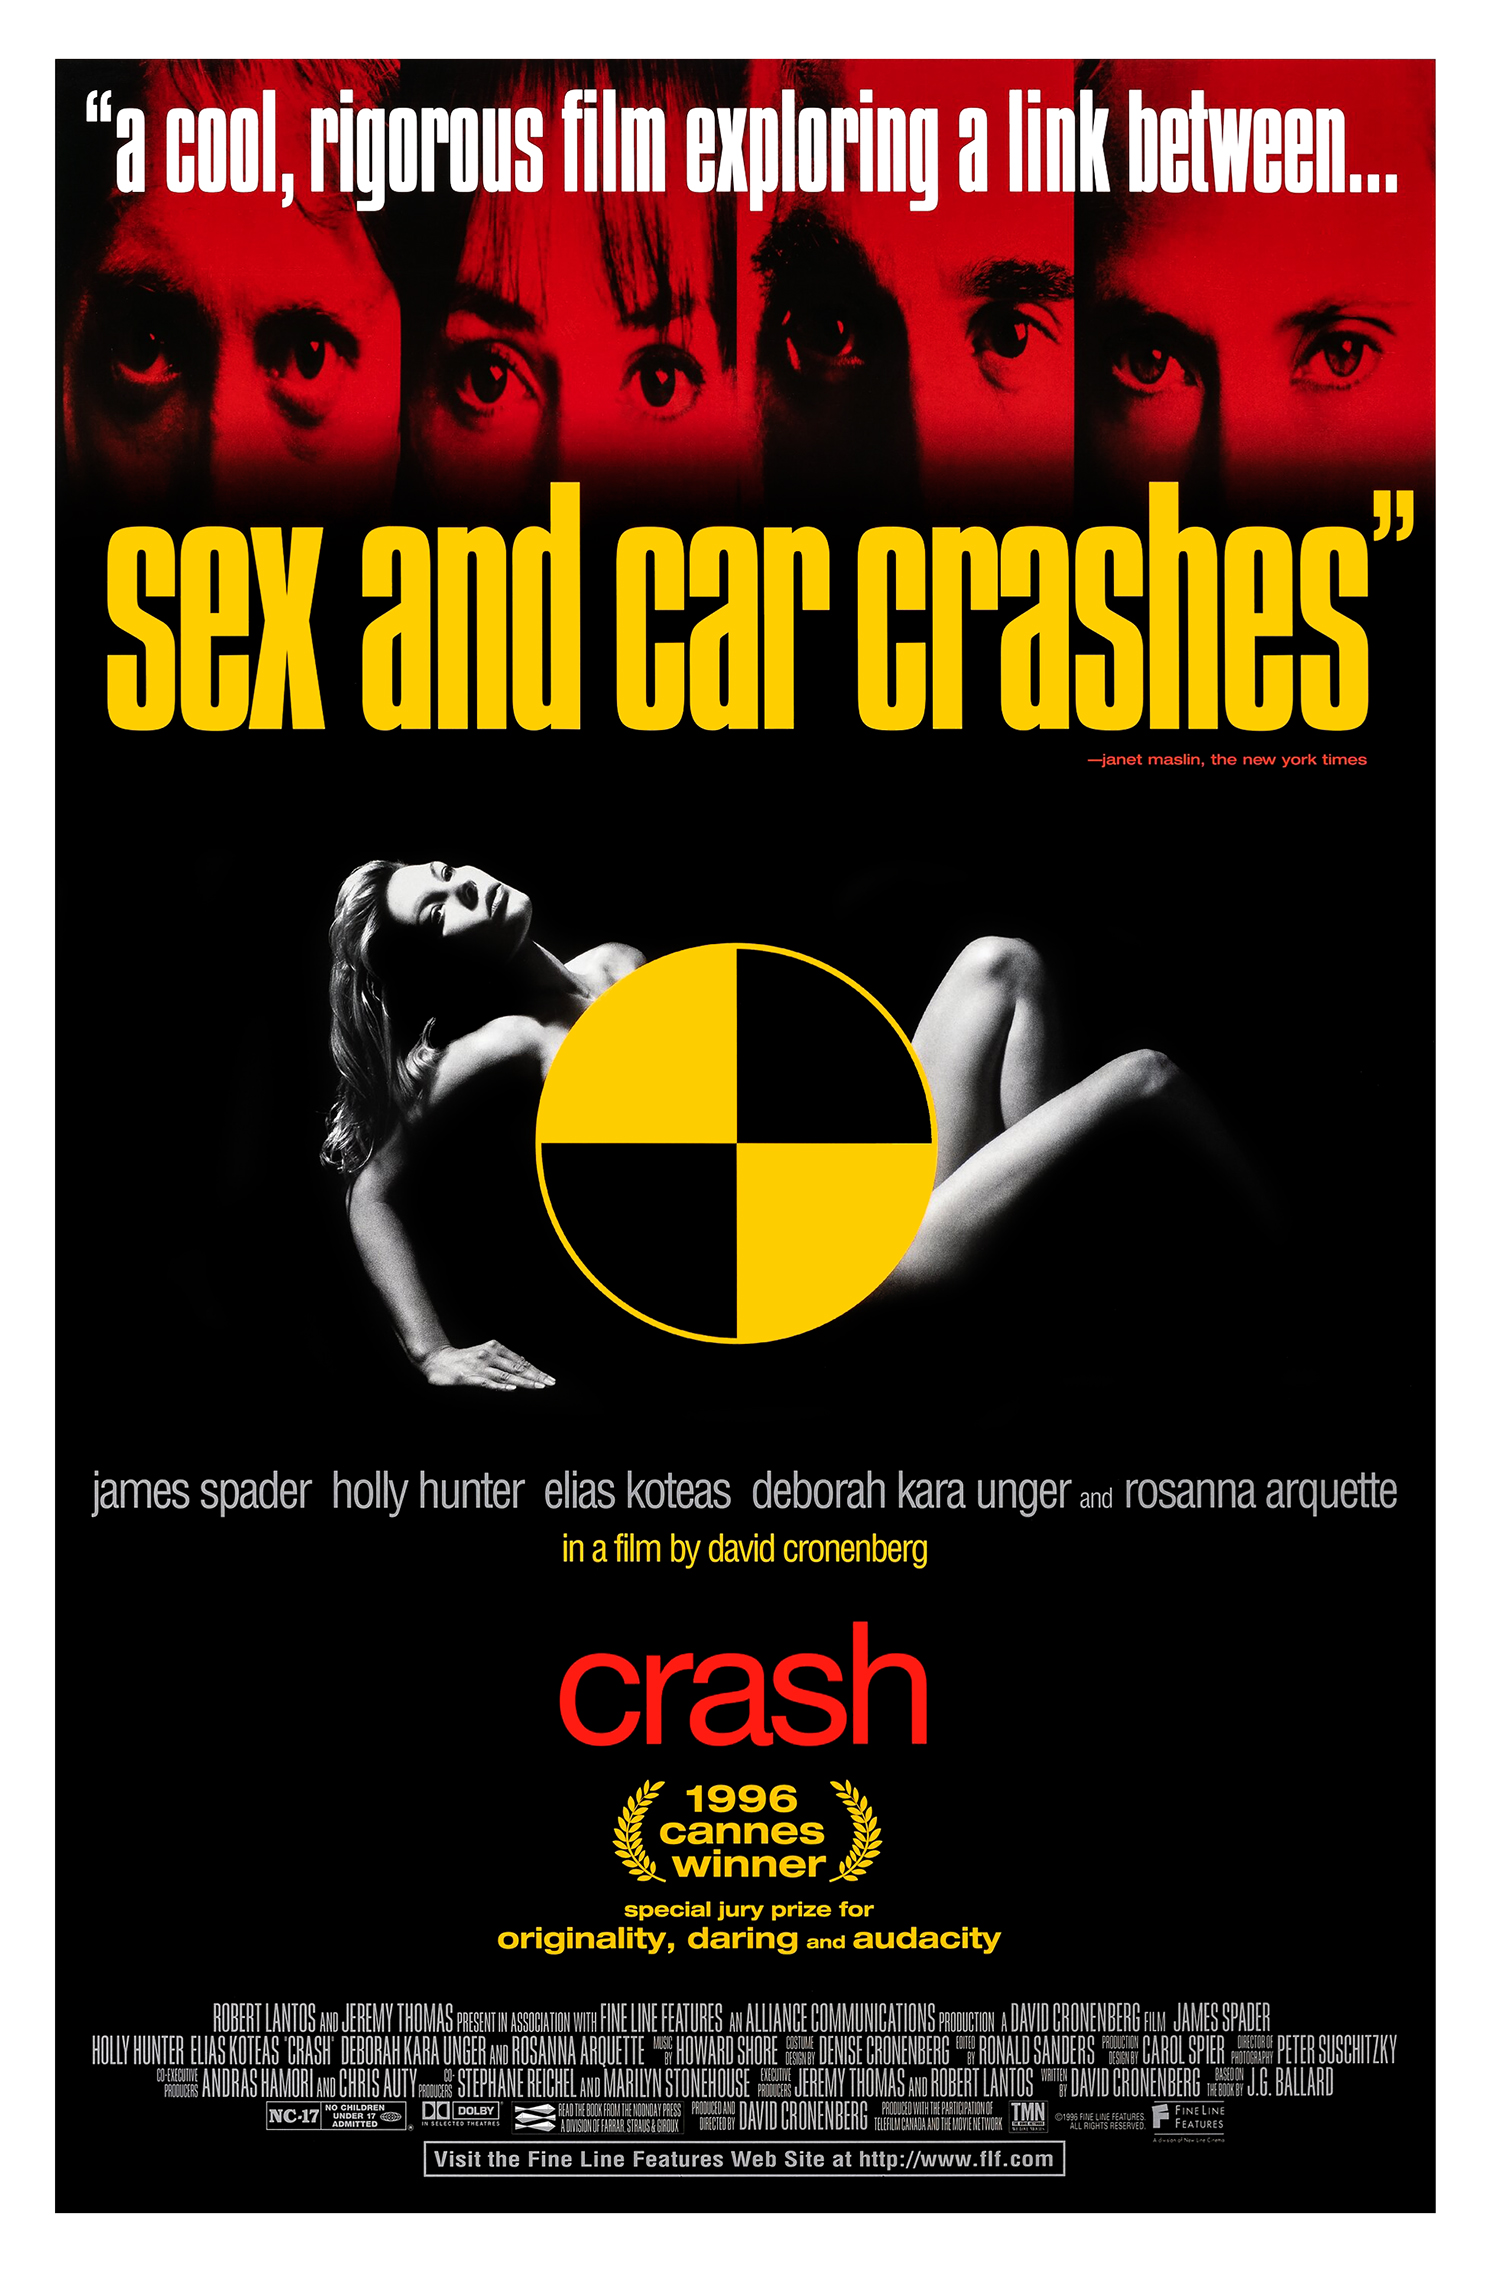 “a cool, rigorous film exploring a link between...
sex and car crashes”
—janet maslin, the new york times
james spader holly hunter elias koteas deborah kara unger and rosanna arquette
in a film by david cronenberg
crash
1996
cannes
winner
special jury prize for
originality, daring and audacity
ROBERT LANTOS AND JEREMY THOMAS PRESENT IN ASSOCIATION WITH FINE LINE FEATURES AN ALLIANCE COMMUNICATIONS PRODUCTION A DAVID CRONENBERG FILM JAMES SPADER
HOLLY HUNTER ELIAS KOTEAS "CRASH" DEBORAH KARA UNGER AND ROSANNA ARQUETTE MUSIC BY HOWARD SHORE COSTUME DESIGN BY DENISE CRONENBERG EDITED BY RONALD SANDERS PRODUCTION DESIGN BY CAROL SPIER DIRECTOR OF PHOTOGRAPHY PETER SUSCHITZKY
CO-EXECUTIVE PRODUCERS ANDRAS HAMORI AND CHRIS AUTY CO-PRODUCERS STEPHANE REICHEL AND MARILYN STONEHOUSE EXECUTIVE PRODUCERS JEREMY THOMAS AND ROBERT LANTOS WRITTEN BY DAVID CRONENBERG BASED ON THE BOOK BY J.G. BALLARD
NC-17 NO CHILDREN UNDER 17 ADMITTED DOLBY IN SELECTED THEATRES READ THE BOOK FROM THE NOONDAY PRESS A DIVISION OF FARRAR, STRAUS & GIROUX PRODUCED AND DIRECTED BY DAVID CRONENBERG PRODUCED WITH THE PARTICIPATION OF TELEFILM CANADA AND THE MOVIE NETWORK TMN ©1996 FINE LINE FEATURES. ALL RIGHTS RESERVED. FINE LINE FEATURES A division of New Line Cinema
Visit the Fine Line Features Web Site at http://www.flf.com